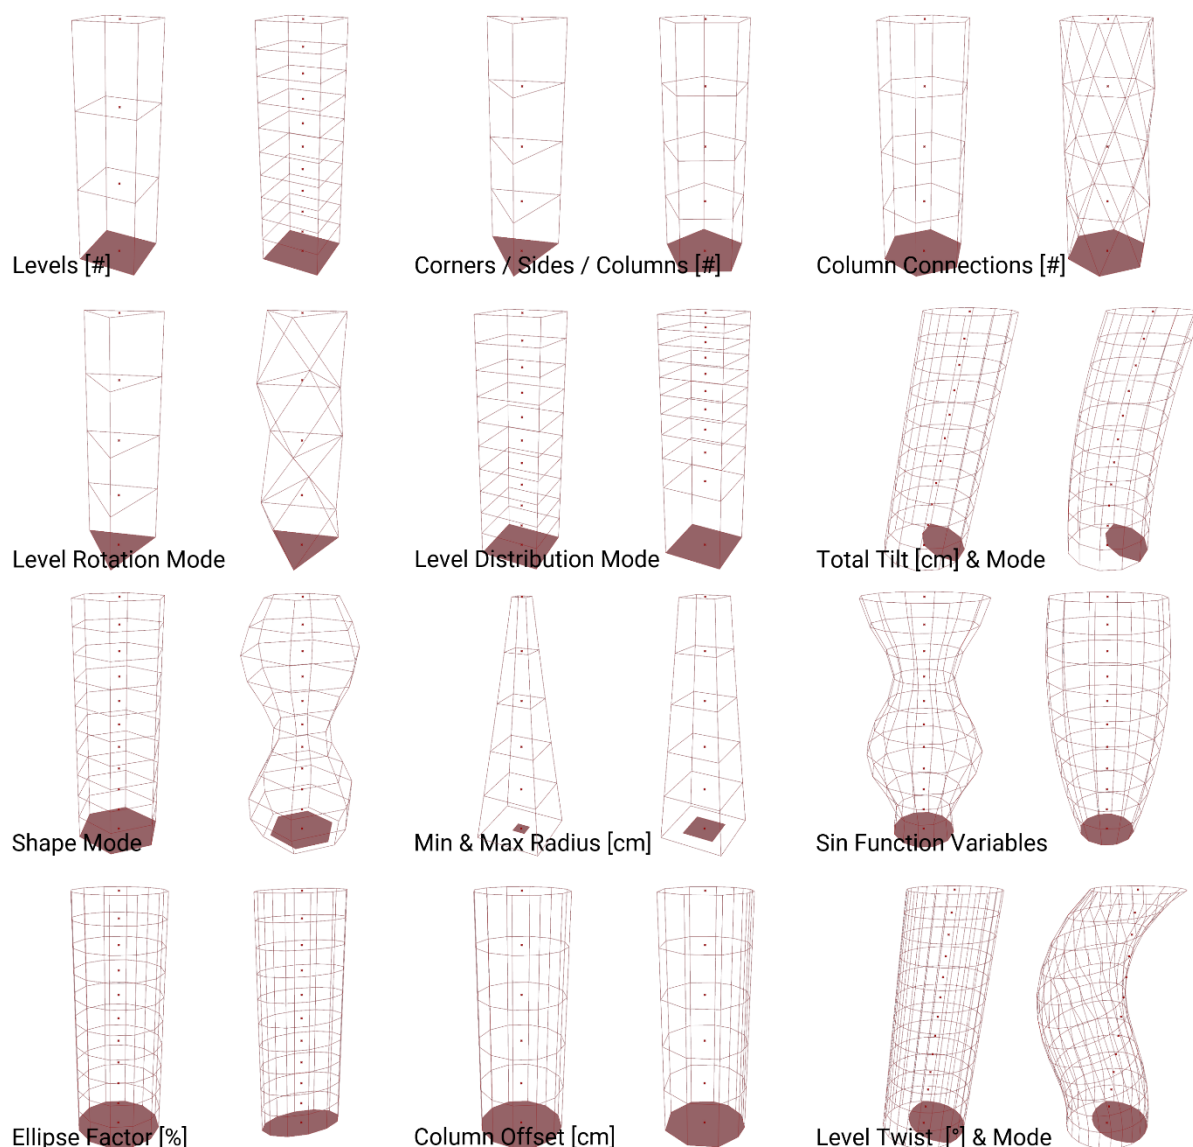 Levels [#]
Corners / Sides / Columns [#]
Column Connections [#]
Level Rotation Mode
Level Distribution Mode
Total Tilt [cm] & Mode
Shape Mode
Min & Max Radius [cm]
Sin Function Variables
Ellipse Factor [%]
Column Offset [cm]
Level Twist [°] & Mode